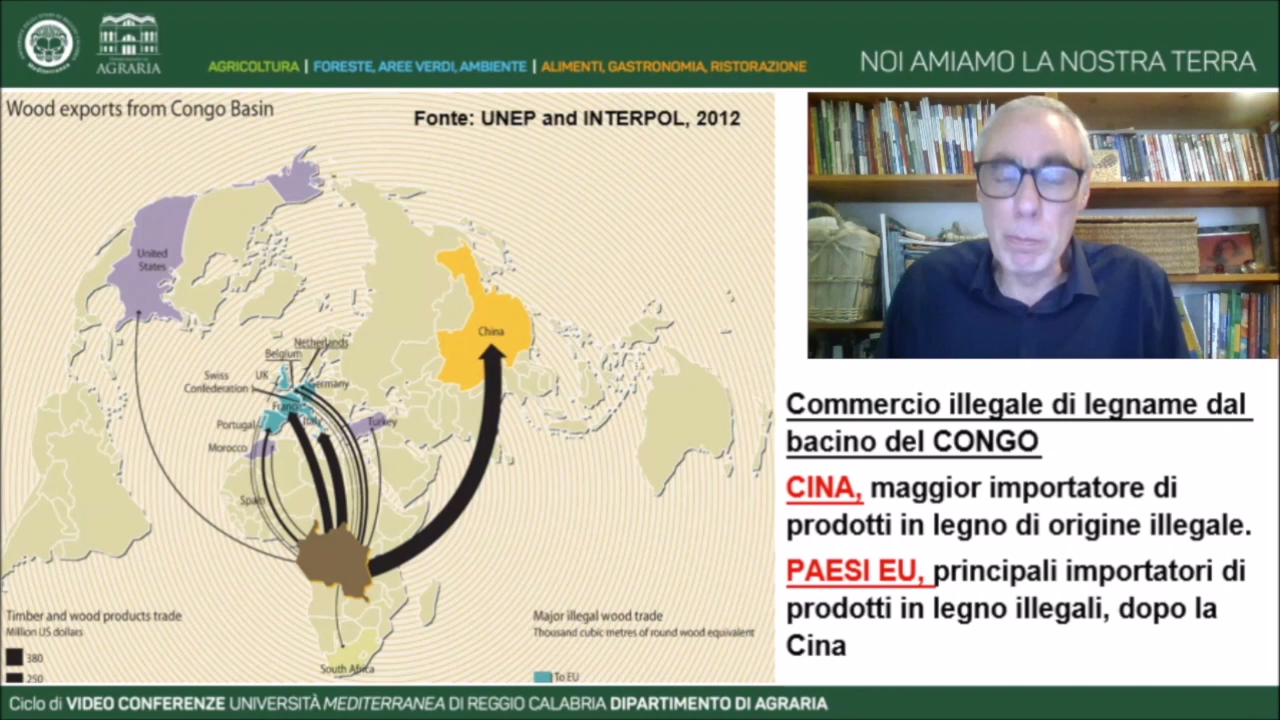 AGRARIA
AGRICOLTURA | FORESTE, AREE VERDI, AMBIENTE | ALIMENTI, GASTRONOMIA, RISTORAZIONE
NOI AMIAMO LA NOSTRA TERRA
Wood exports from Congo Basin
Fonte: UNEP and INTERPOL, 2012
United
States
China
Netherlands
Belgium
Swiss
Confederation
UK
Germany
France
Portugal
Italy
Turkey
Morocco
Spain
South Africa
Timber and wood products trade
Million US dollars
380
250
Major illegal wood trade
Thousand cubic metres of round wood equivalent
To EU
Commercio illegale di legname dal
bacino del CONGO
CINA, maggior importatore di
prodotti in legno di origine illegale.
PAESI EU, principali importatori di
prodotti in legno illegali, dopo la
Cina
Ciclo di VIDEO CONFERENZE UNIVERSITÀ MEDITERRANEA DI REGGIO CALABRIA DIPARTIMENTO DI AGRARIA